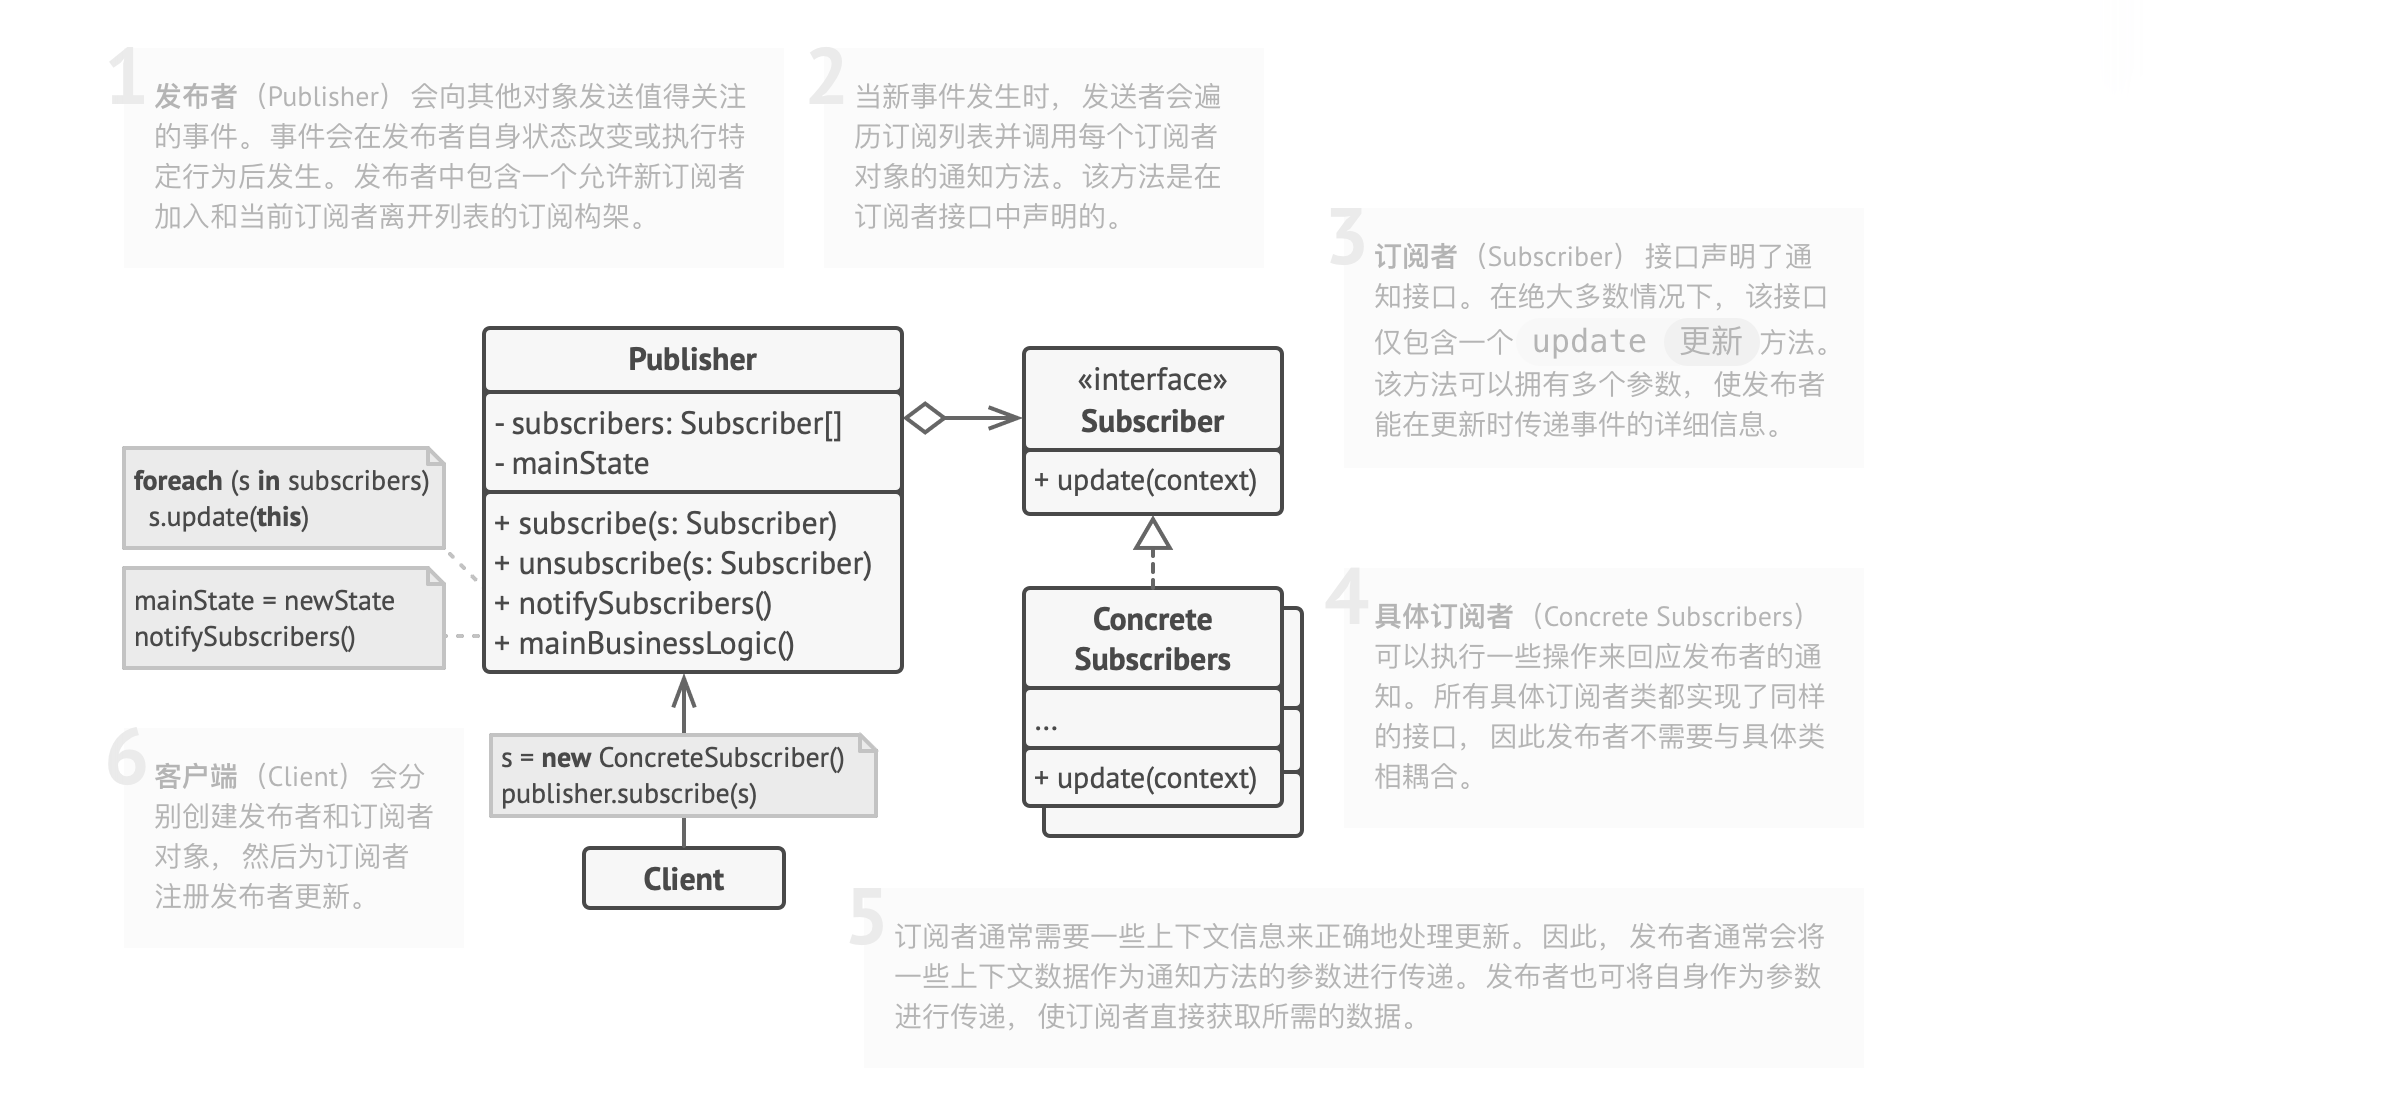 1
发布者 （Publisher） 会向其他对象发送值得关注
的事件。 事件会在发布者自身状态改变或执行特
定行为后发生。 发布者中包含一个允许新订阅者
加入和当前订阅者离开列表的订阅构架。
2
当新事件发生时， 发送者会遍
历订阅列表并调用每个订阅者
对象的通知方法。 该方法是在
订阅者接口中声明的。
3
订阅者 （Subscriber） 接口声明了通
知接口。 在绝大多数情况下， 该接口
仅包含一个 update 更新 方法。
该方法可以拥有多个参数， 使发布者
能在更新时传递事件的详细信息。
Publisher
- subscribers: Subscriber[]
- mainState
+ subscribe(s: Subscriber)
+ unsubscribe(s: Subscriber)
+ notifySubscribers()
+ mainBusinessLogic()
«interface»
Subscriber
+ update(context)
foreach (s in subscribers)
s.update(this)
mainState = newState
notifySubscribers()
Concrete
Subscribers
...
+ update(context)
4
具体订阅者 （Concrete Subscribers）
可以执行一些操作来回应发布者的通
知。 所有具体订阅者类都实现了同样
的接口， 因此发布者不需要与具体类
相耦合。
6
客户端 （Client） 会分
别创建发布者和订阅者
对象， 然后为订阅者
注册发布者更新。
s = new ConcreteSubscriber()
publisher.subscribe(s)
Client
5
订阅者通常需要一些上下文信息来正确地处理更新。 因此， 发布者通常会将
一些上下文数据作为通知方法的参数进行传递。 发布者也可将自身作为参数
进行传递， 使订阅者直接获取所需的数据。